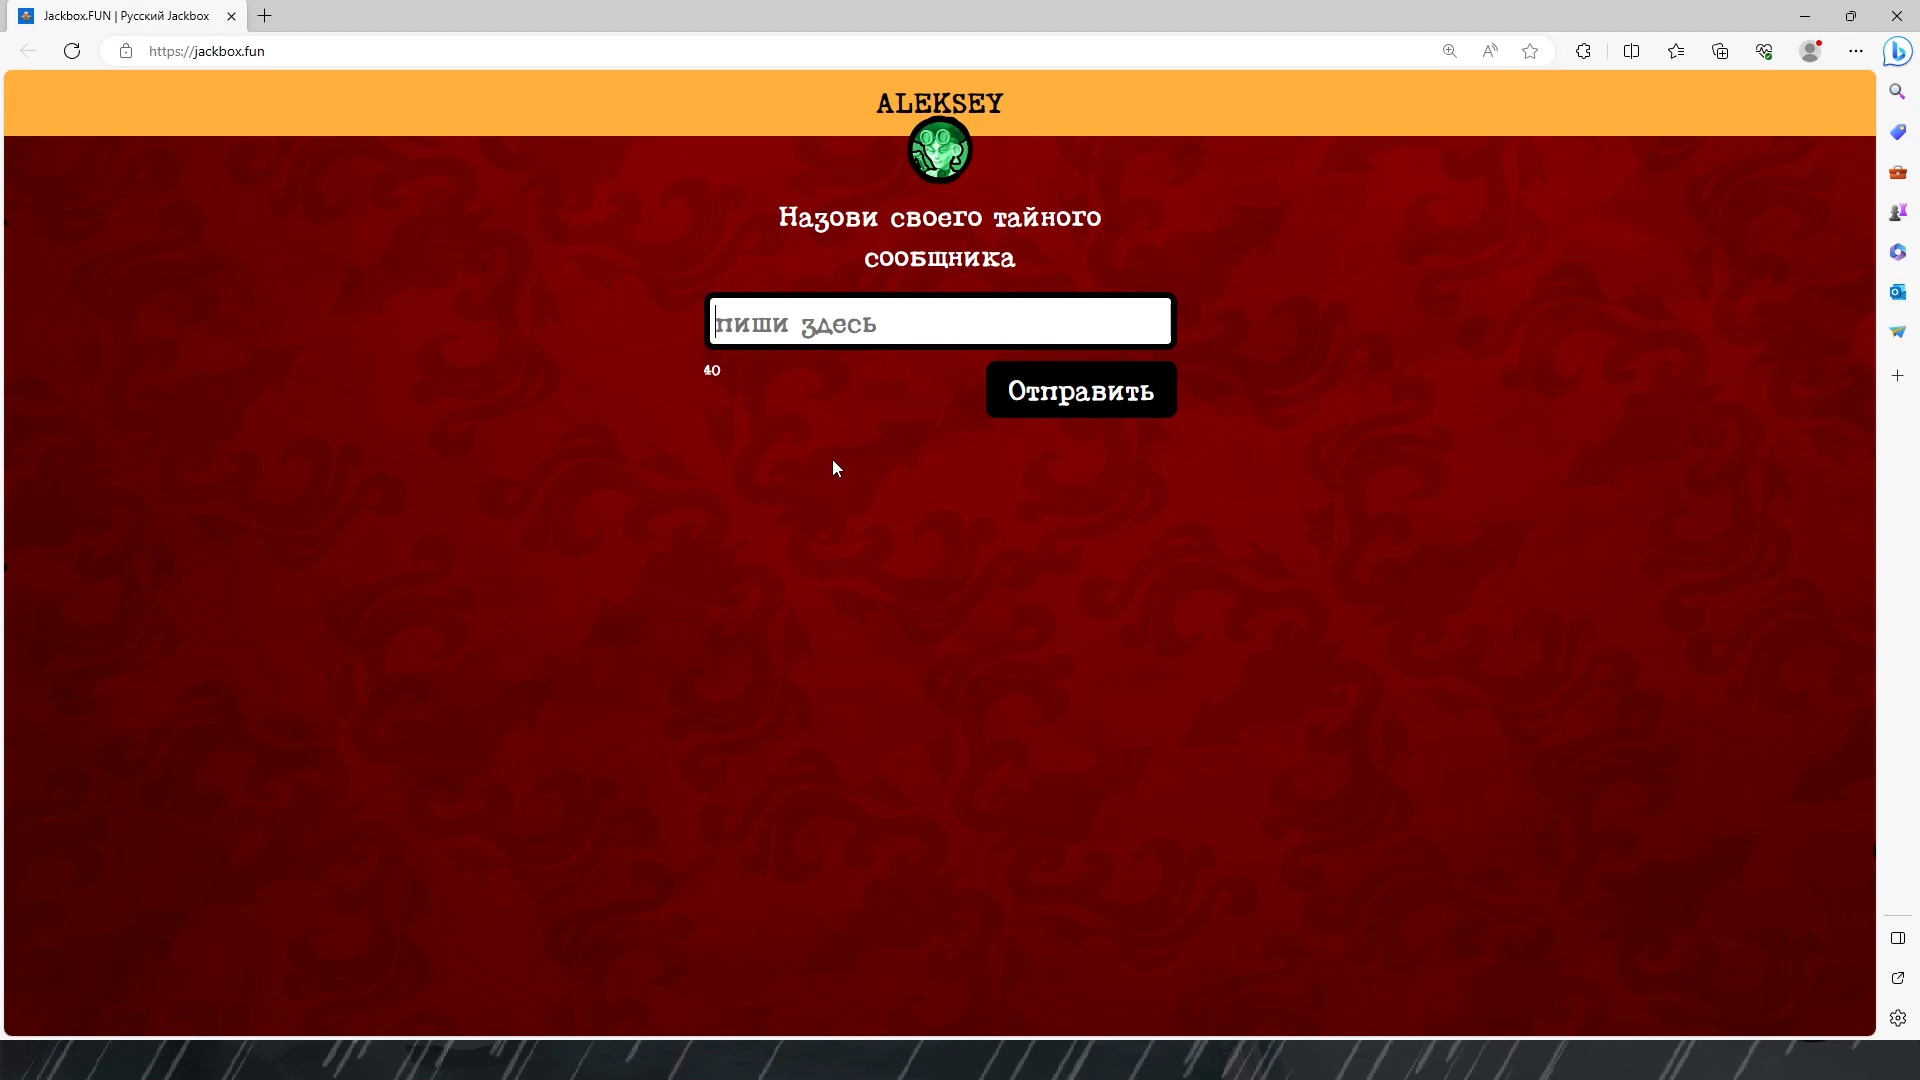 Jackbox.FUN | Русский Jackbox
https://jackbox.fun
ALEKSEY
Назови своего тайного
сообщника
пиши здесь
40
Отправить